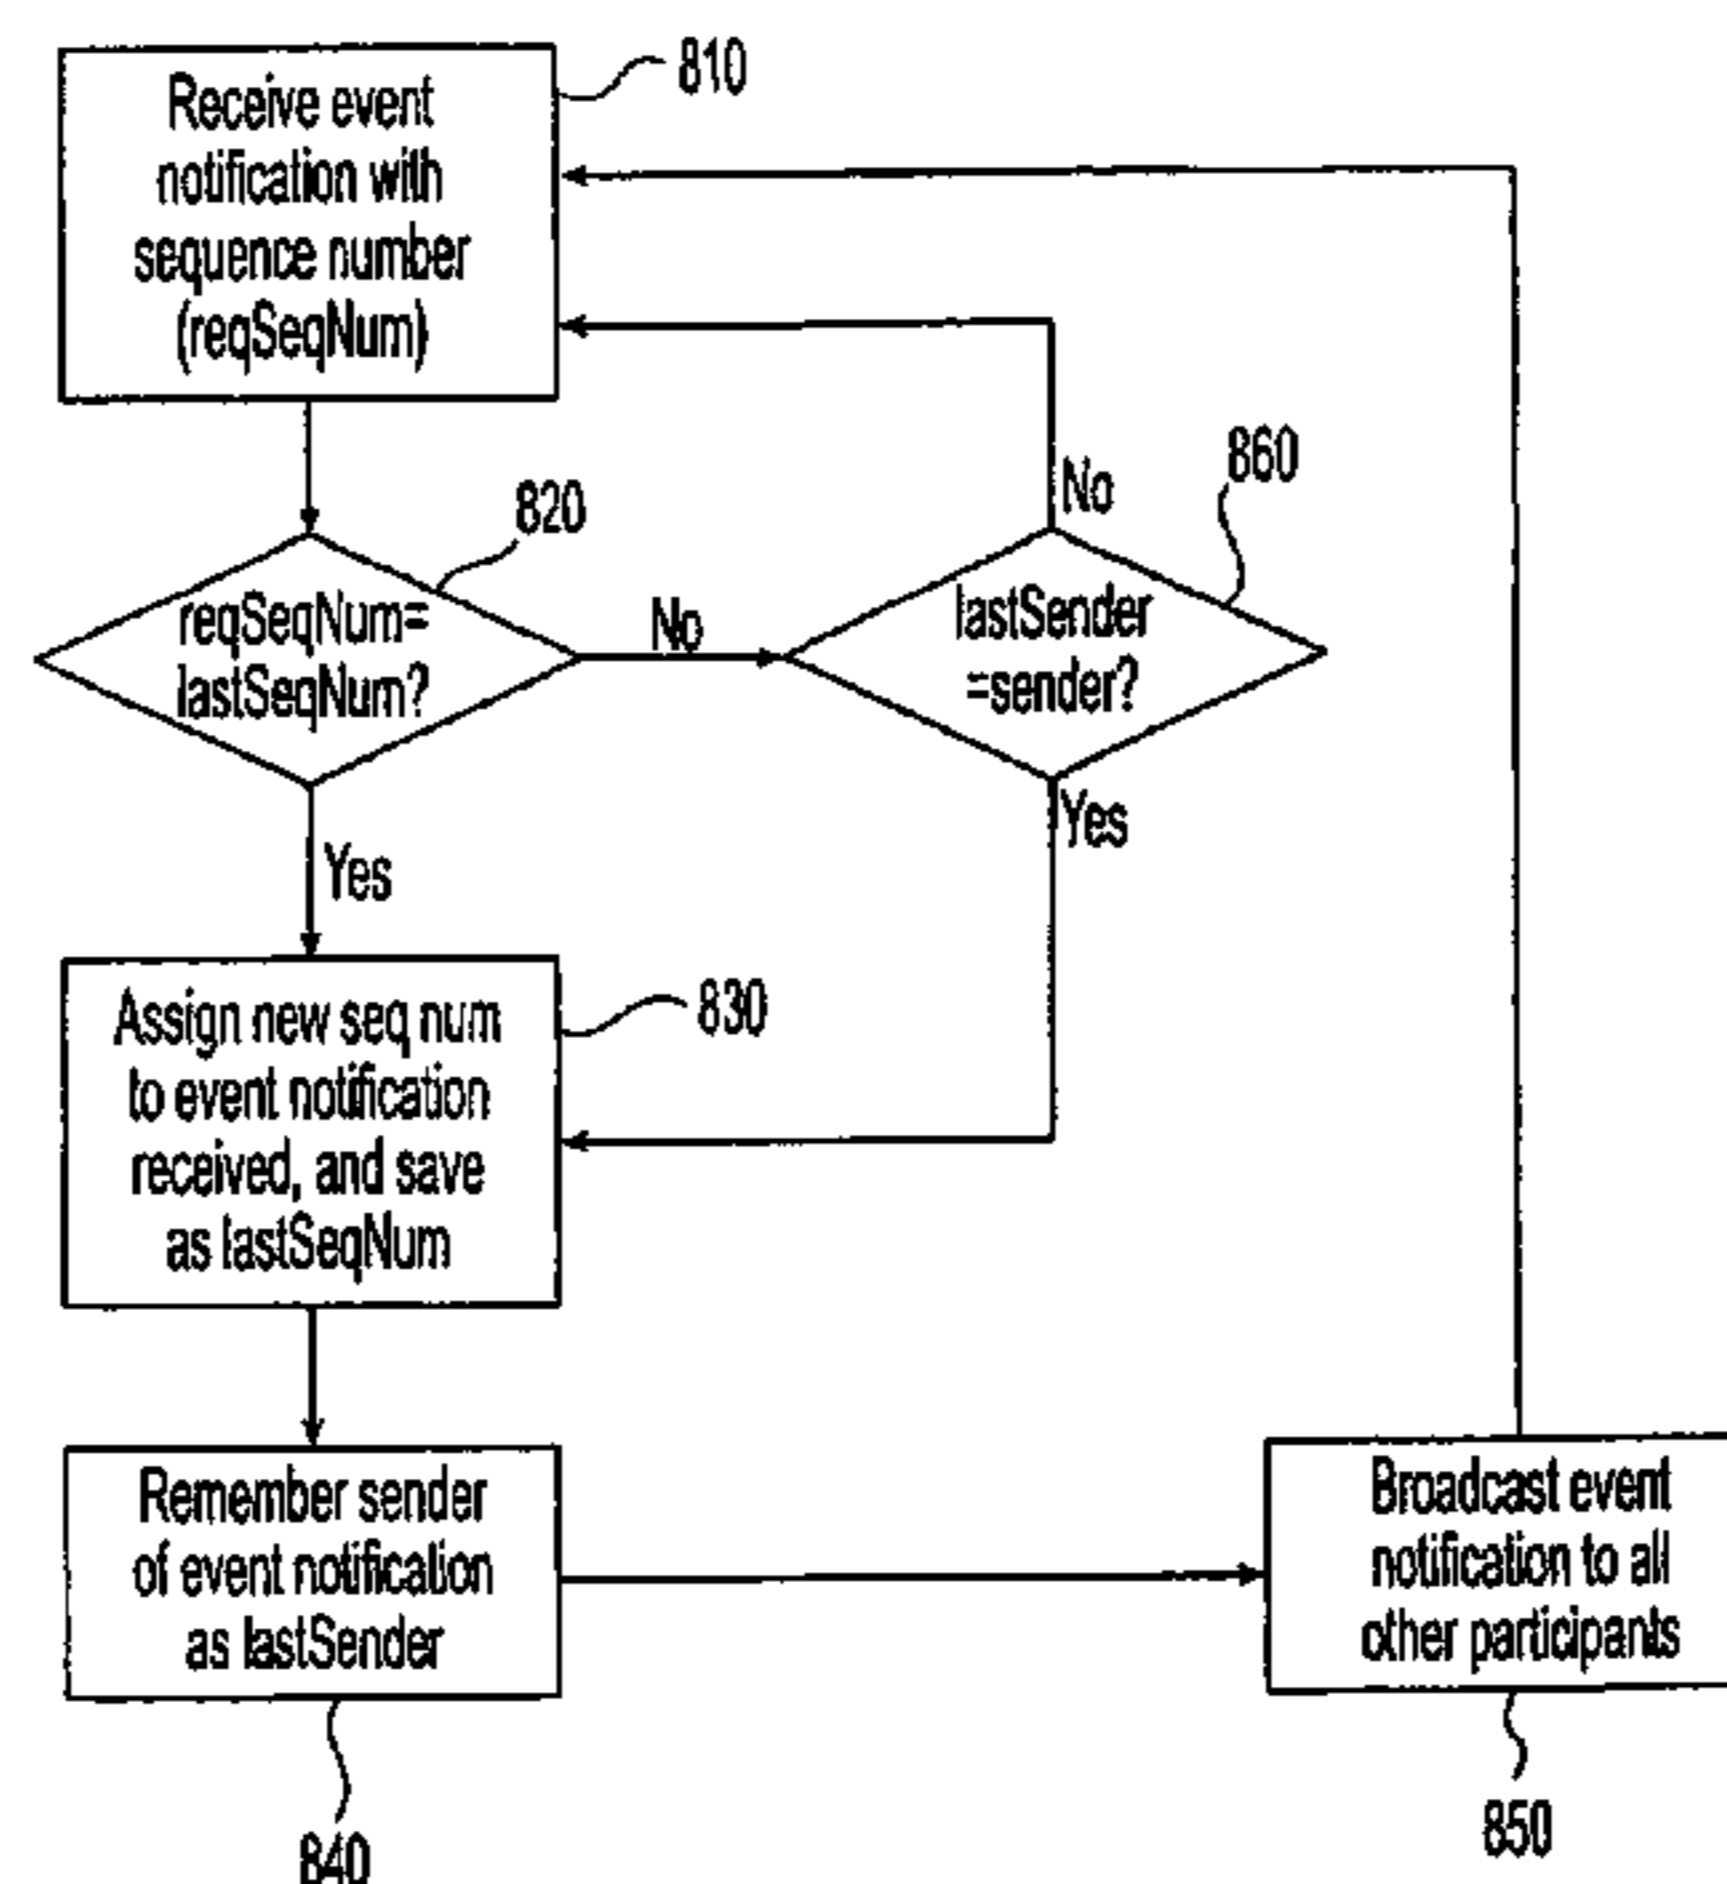 Receive event
notification with
sequence number
(reqSeqNum)
810
820
reqSeqNum=
lastSeqNum?
No
860
lastSender
=sender?
No
Yes
Yes
Assign new seq num
to event notification
received, and save
as lastSeqNum
830
Remember sender
of event notification
as lastSender
840
Broadcast event
notification to all
other participants
850